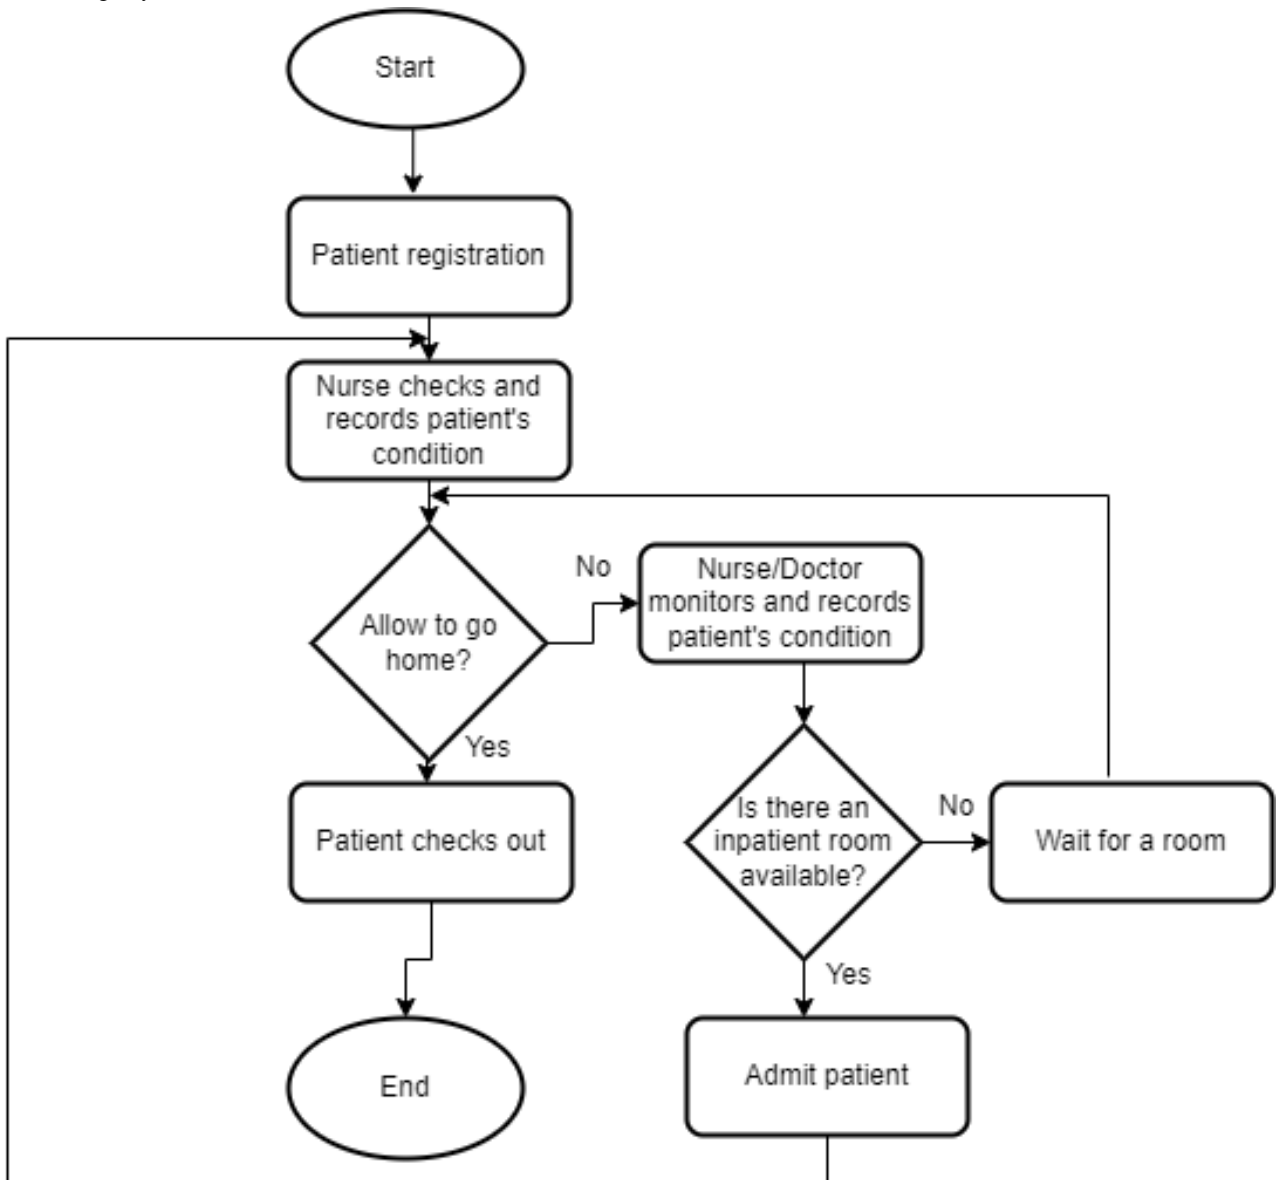 Start
Patient registration
Nurse checks and
records patient's
condition
No
Nurse/Doctor
monitors and records
patient's condition
Allow to go
home?
Yes
Patient checks out
Is there an
inpatient room
available?
No
Wait for a room
Yes
Admit patient
End